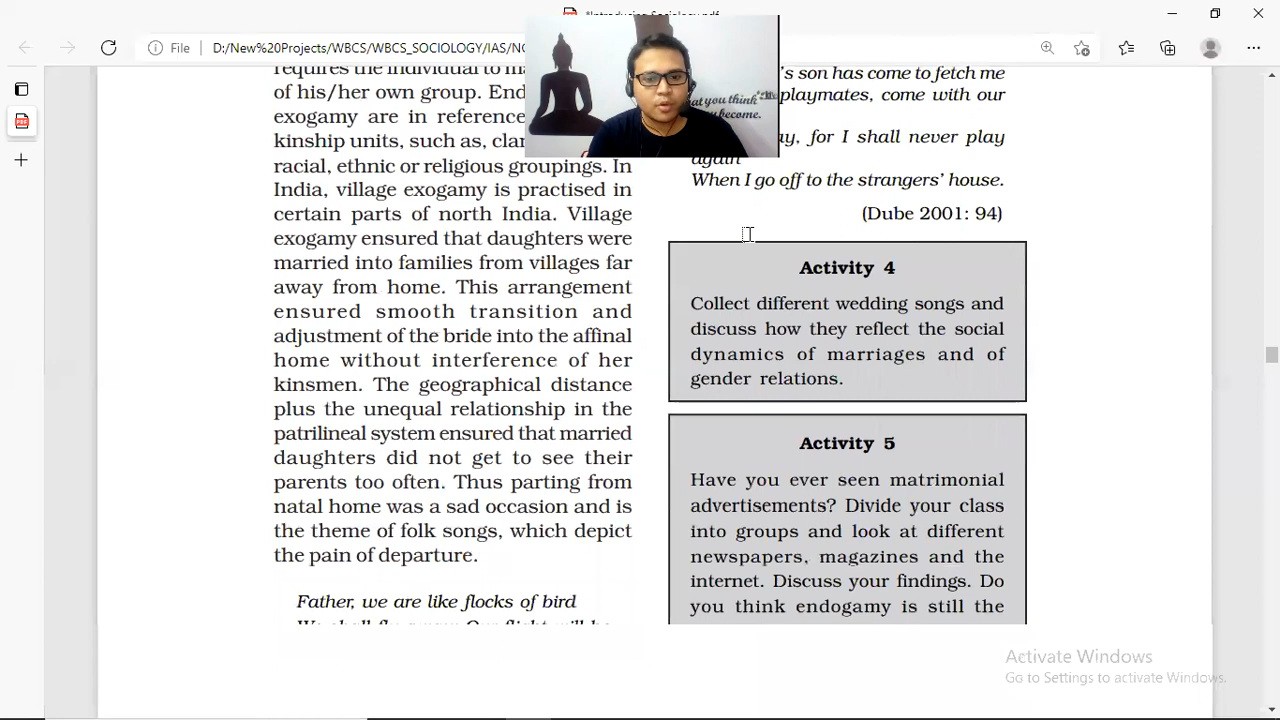 *Introducing Sociology.pdf
File
D:/New%20Projects/WBCS/WBCS_SOCIOLOGY/IAS/NC
requires the individual to ma
of his/her own group. End
exogamy are in reference
kinship units, such as, clan
racial, ethnic or religious groupings. In
India, village exogamy is practised in
certain parts of north India. Village
exogamy ensured that daughters were
married into families from villages far
away from home. This arrangement
ensured smooth transition and
adjustment of the bride into the affinal
home without interference of her
kinsmen. The geographical distance
plus the unequal relationship in the
patrilineal system ensured that married
daughters did not get to see their
parents too often. Thus parting from
natal home was a sad occasion and is
the theme of folk songs, which depict
the pain of departure.
Father, we are like flocks of bird
hat you think
become.
's son has come to fetch me
playmates, come with our
ay, for I shall never play
again
When I go off to the strangers' house.
(Dube 2001: 94)
Activity 4
Collect different wedding songs and
discuss how they reflect the social
dynamics of marriages and of
gender relations.
Activity 5
Have you ever seen matrimonial
advertisements? Divide your class
into groups and look at different
newspapers, magazines and the
internet. Discuss your findings. Do
you think endogamy is still the
Activate Windows
Go to Settings to activate Windows.